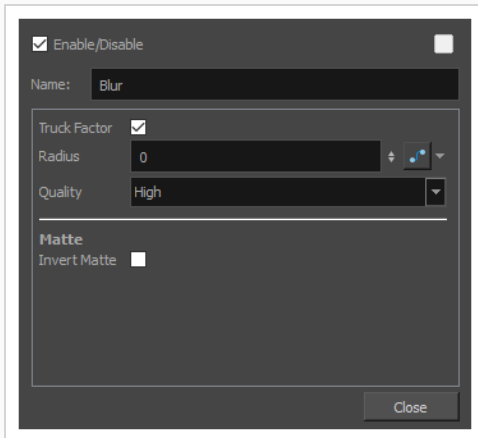 Enable/Disable
Name: Blur
Truck Factor
Radius 0
Quality High
Matte
Invert Matte
Close